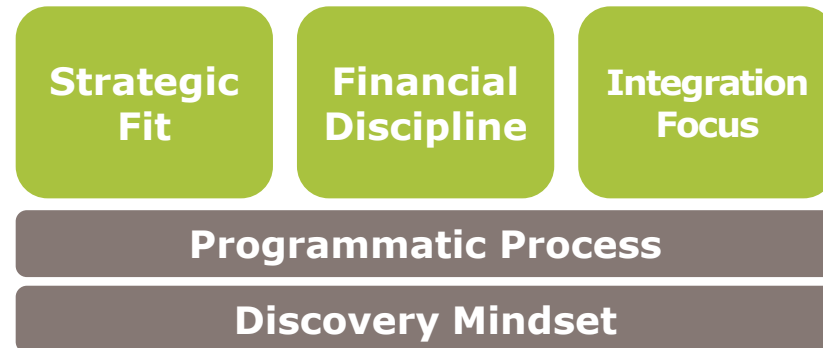 Strategic
Fit
Financial
Discipline
Integration
Focus
Programmatic Process
Discovery Mindset